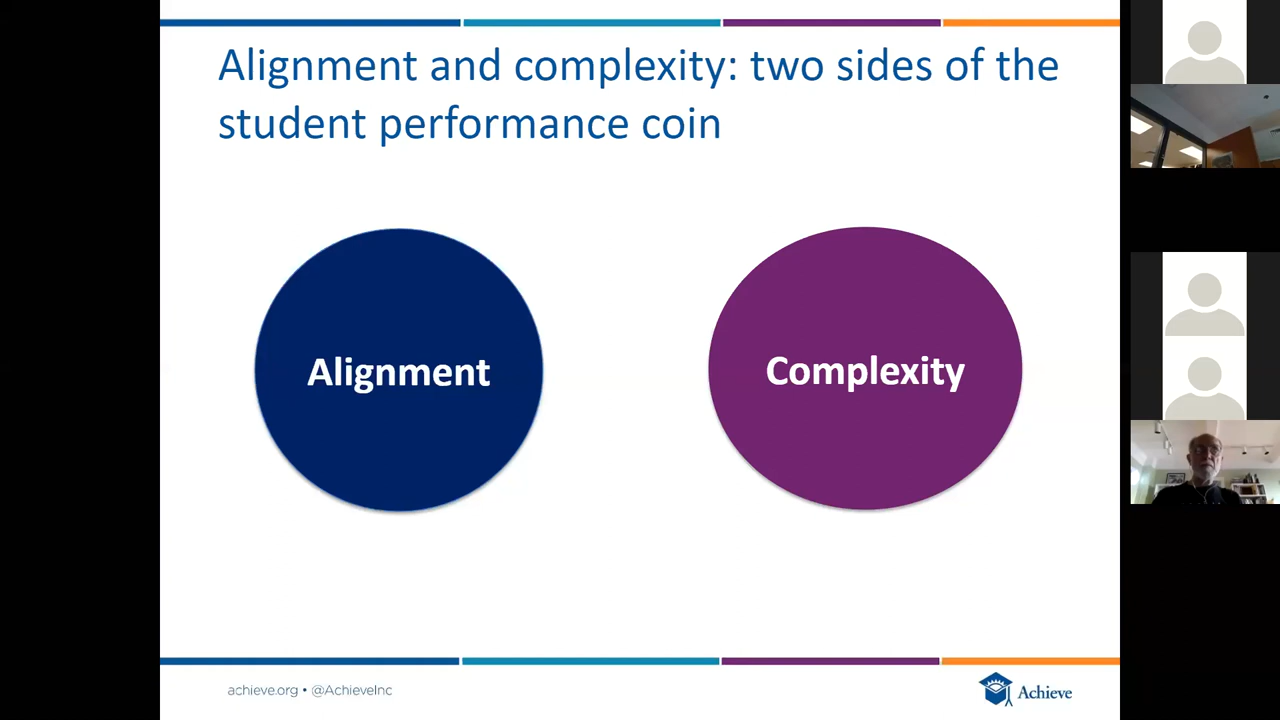 Alignment and complexity: two sides of the
student performance coin
Alignment
Complexity
achieve.org • @AchieveInc
Achieve